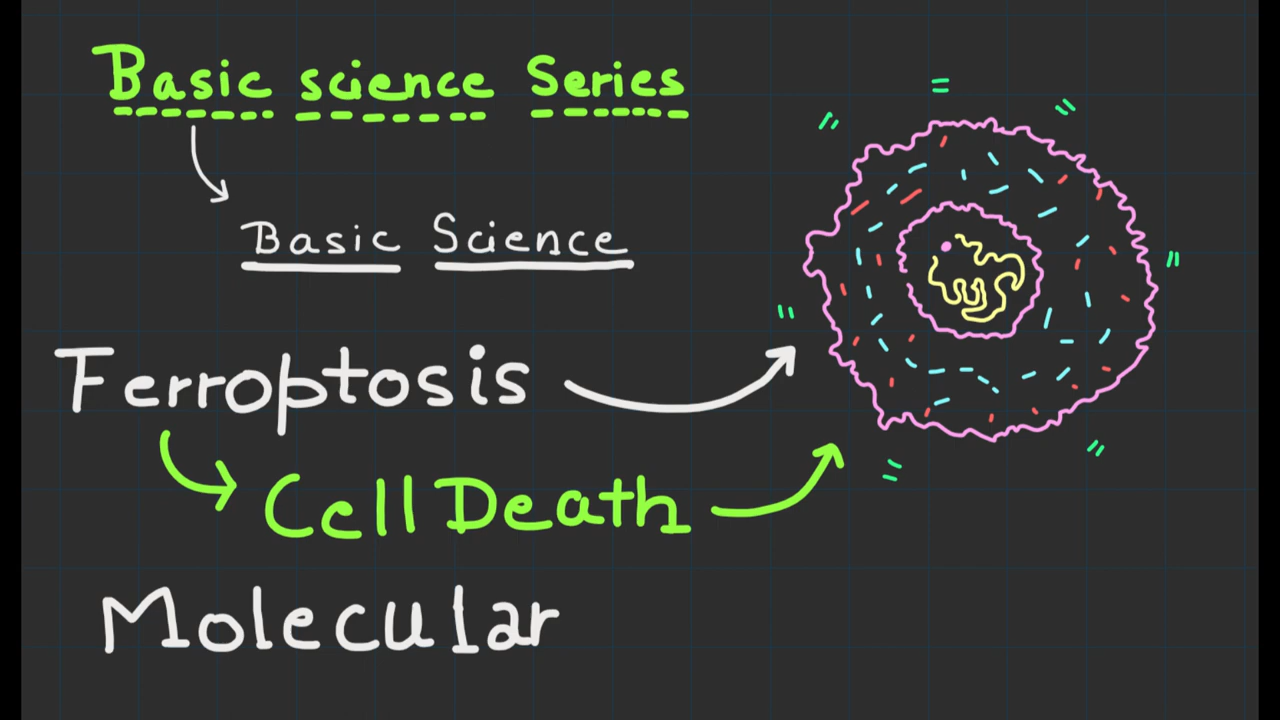 Basic science Series
Basic Science
Ferroptosis
Cell Death
Molecular